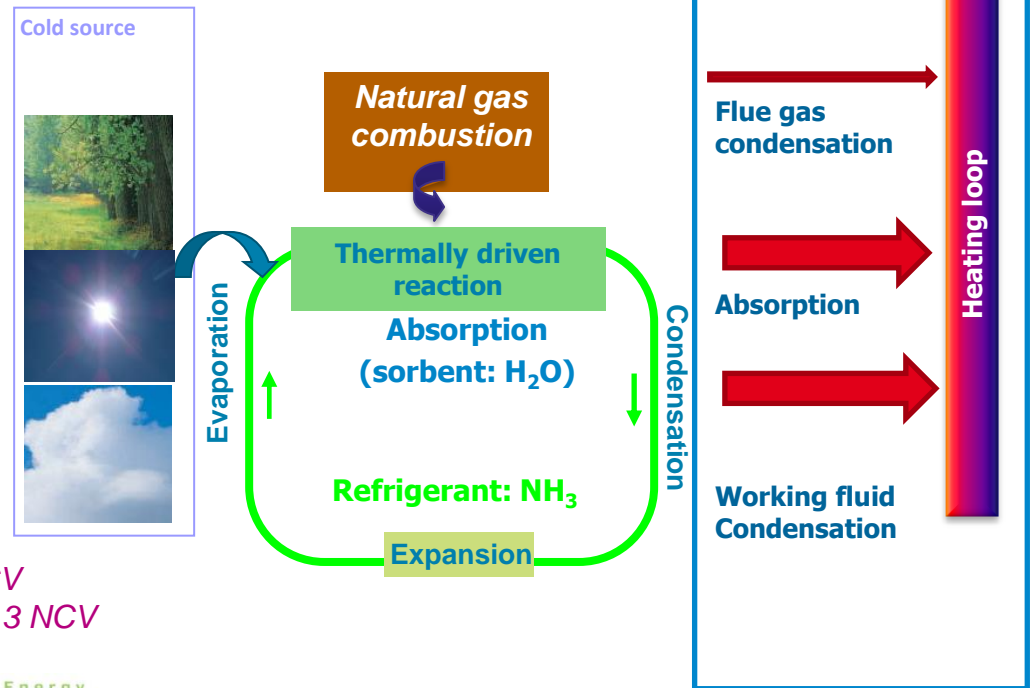 Cold source
Natural gas
combustion
Thermally driven
reaction
Absorption
(sorbent: H₂O)
Evaporation
Condensation
Refrigerant: NH₃
Expansion
Flue gas
condensation
Absorption
Working fluid
Condensation
Heating loop
3 NCV